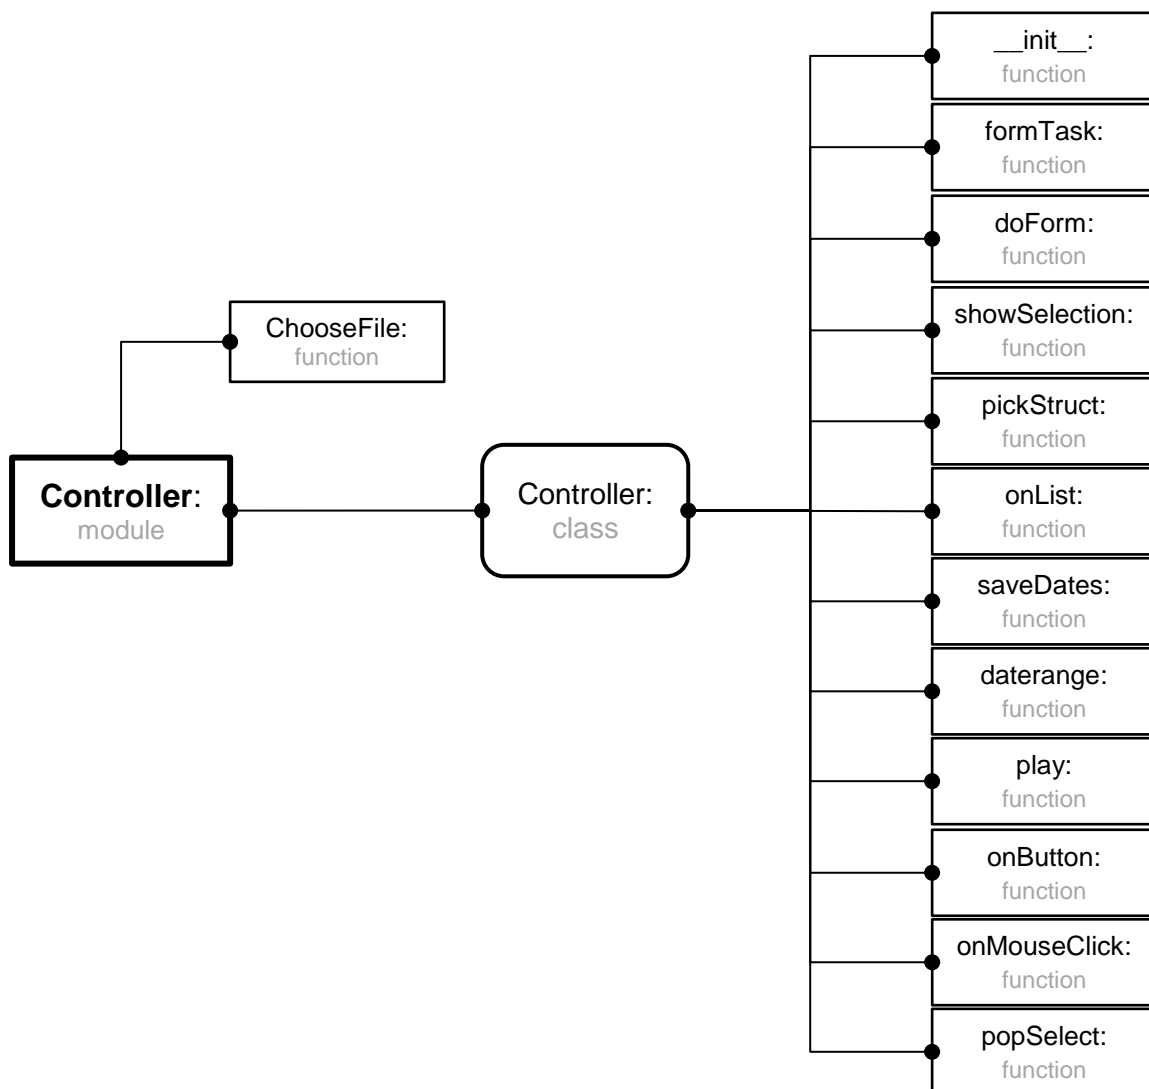 __init__:
function
formTask:
function
doForm:
function
showSelection:
function
ChooseFile:
function
pickStruct:
function
Controller:
module
Controller:
class
onList:
function
saveDates:
function
daterange:
function
play:
function
onButton:
function
onMouseClick:
function
popSelect:
function